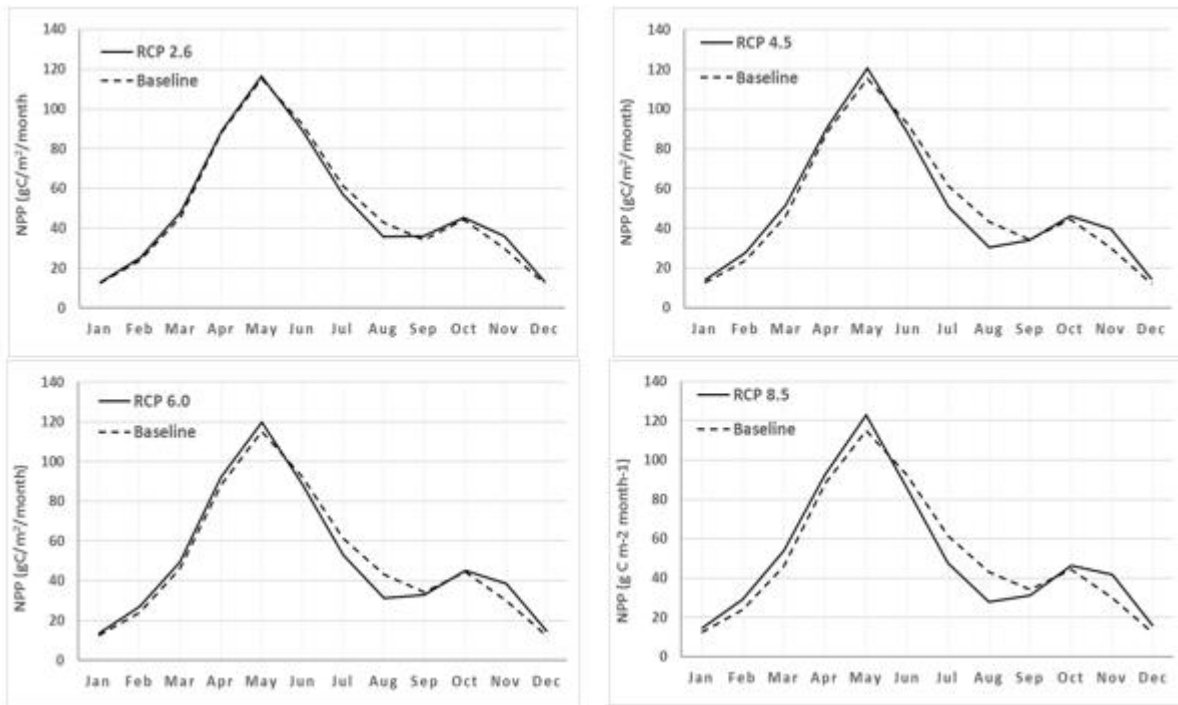 140
120
100
80
60
40
20
0
NPP (gC/m²/month
RCP 2.6
Baseline
Jan Feb Mar Apr May Jun Jul Aug Sep Oct Nov Dec
140
120
100
80
60
40
20
0
NPP (gC/m²/month)
RCP 4.5
Baseline
Jan Feb Mar Apr May Jun Jul Aug Sep Oct Nov Dec
140
120
100
80
60
40
20
0
NPP (gC/m²/month)
RCP 6.0
Baseline
Jan Feb Mar Apr May Jun Jul Aug Sep Oct Nov Dec
140
120
100
80
60
40
20
0
NPP (g C m-2 month-1]
RCP 8.5
Baseline
Jan Feb Mar Apr May Jun Jul Aug Sep Oct Nov Dec